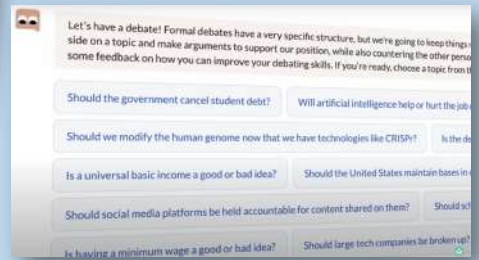 Let's have a debate! Formal debates have a very specific structure, but we're going to keep things
side on a topic and make arguments to support our position, while also countering the other
some feedback on how you can improve your debating skills. If you're ready, choose a topic from
Should the government cancel student debt? Will artificial intelligence help or hurt the job
Should we modify the human genome now that we have technologies like CRISPr? Is the
Is a universal basic income a good or bad idea? Should the United States maintain bases in
Should social media platforms be held accountable for content shared on them? Should
Is having a minimum wage a good or bad idea? Should large tech companies be broken up?